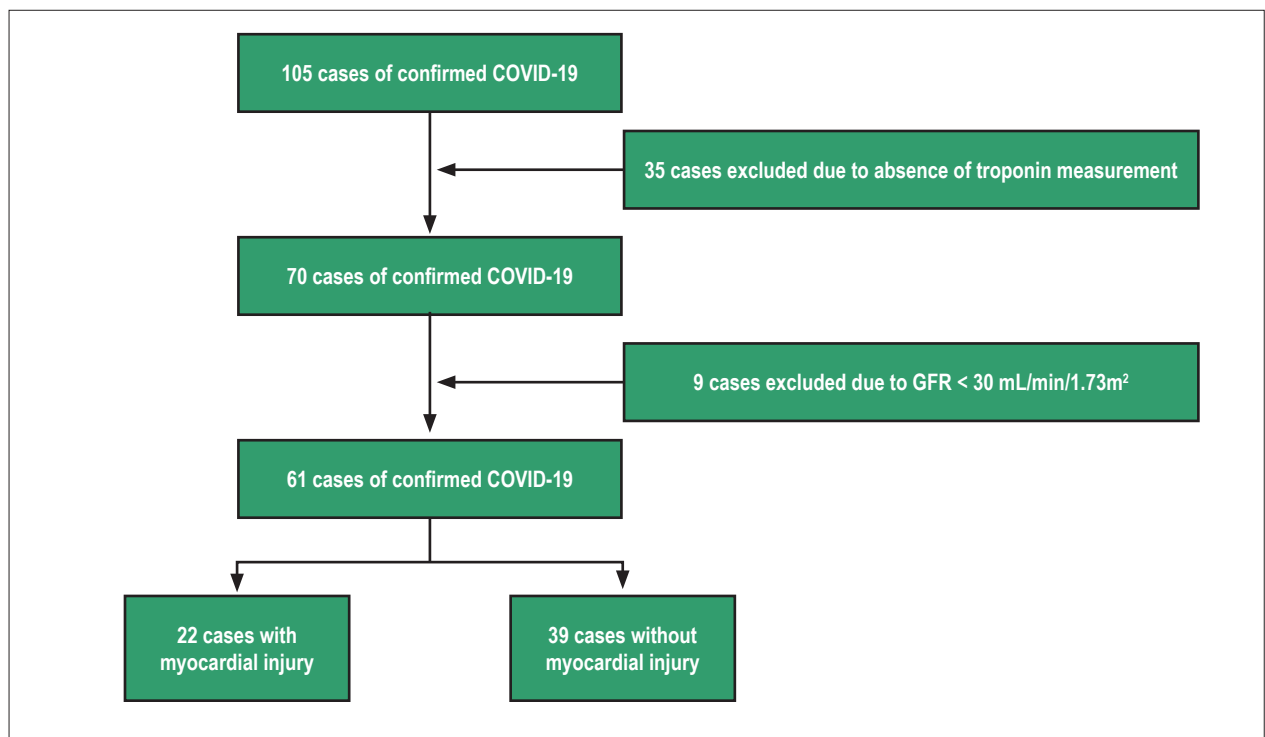 105 cases of confirmed COVID-19
35 cases excluded due to absence of troponin measurement
70 cases of confirmed COVID-19
9 cases excluded due to GFR < 30 mL/min/1.73m²
61 cases of confirmed COVID-19
22 cases with
myocardial injury
39 cases without
myocardial injury